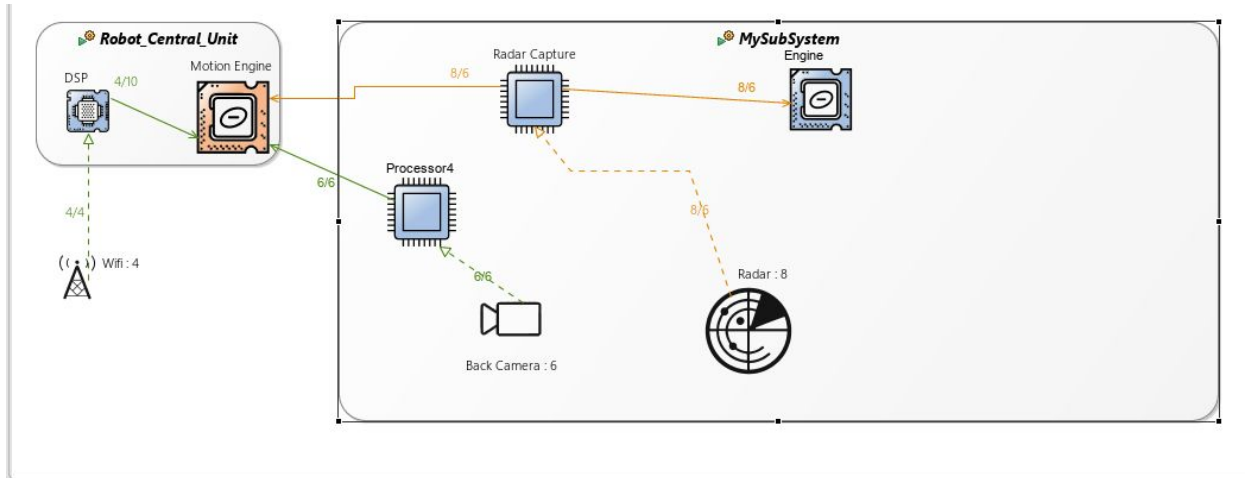 Robot_Central_Unit
MySubSystem
DSP
4/10
Motion Engine
8/6
Radar Capture
8/6
Engine
Processor4
6/6
4/4
8/6
Wifi : 4
6/6
Radar : 8
Back Camera : 6